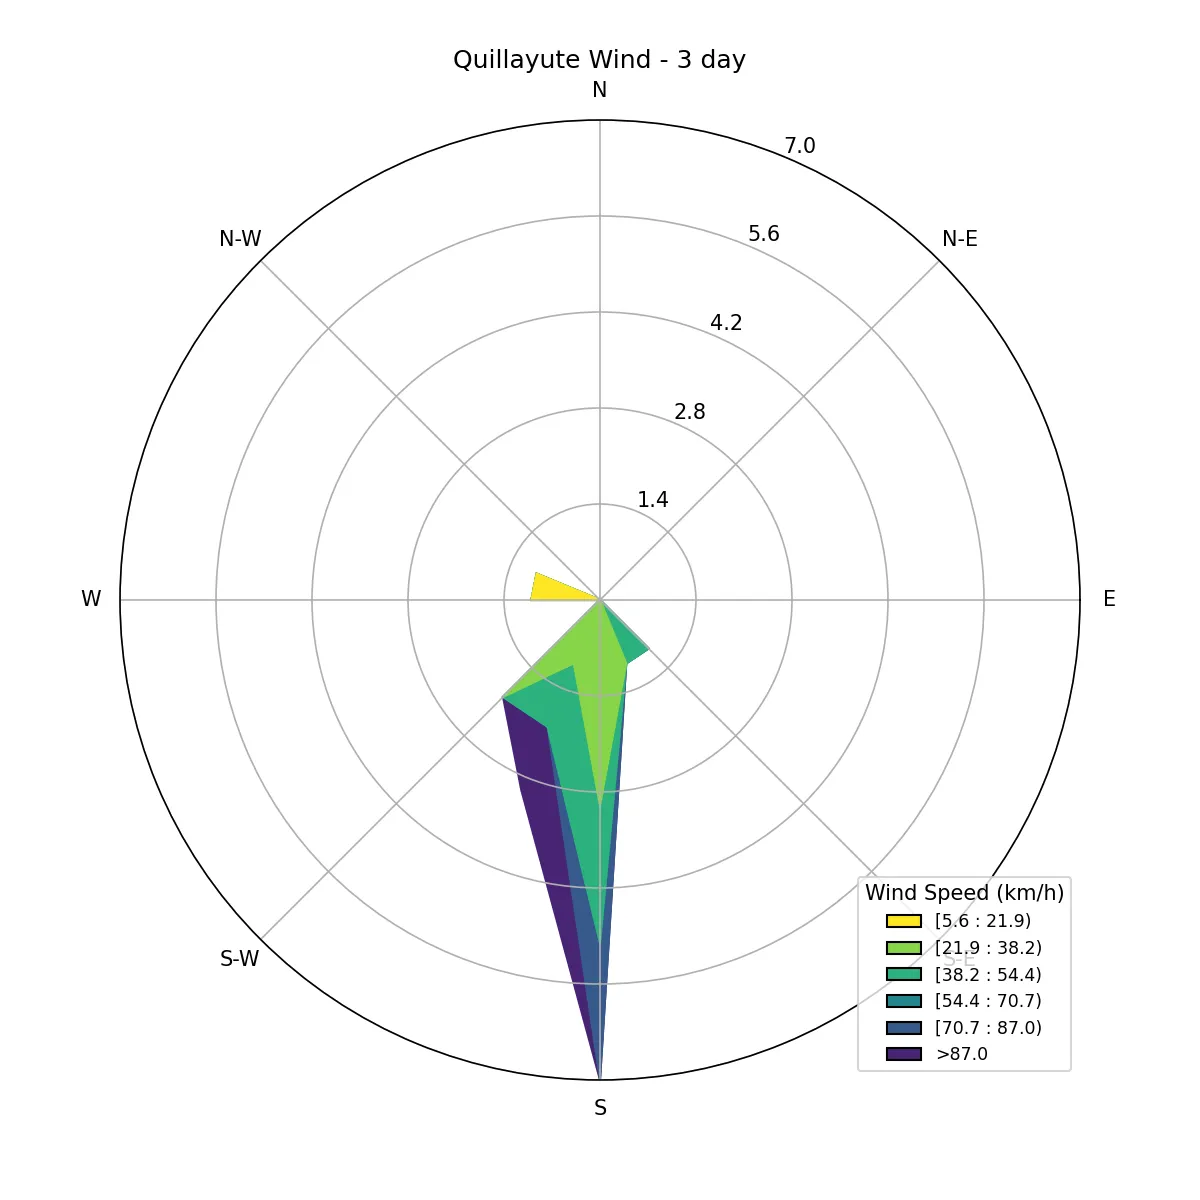 Quillayute Wind - 3 day
N
7.0
N-W
5.6
N-E
4.2
2.8
1.4
W
E
S-W
S-E
S
Wind Speed (km/h)
[5.6 : 21.9)
[21.9 : 38.2)
[38.2 : 54.4)
[54.4 : 70.7)
[70.7 : 87.0)
>87.0